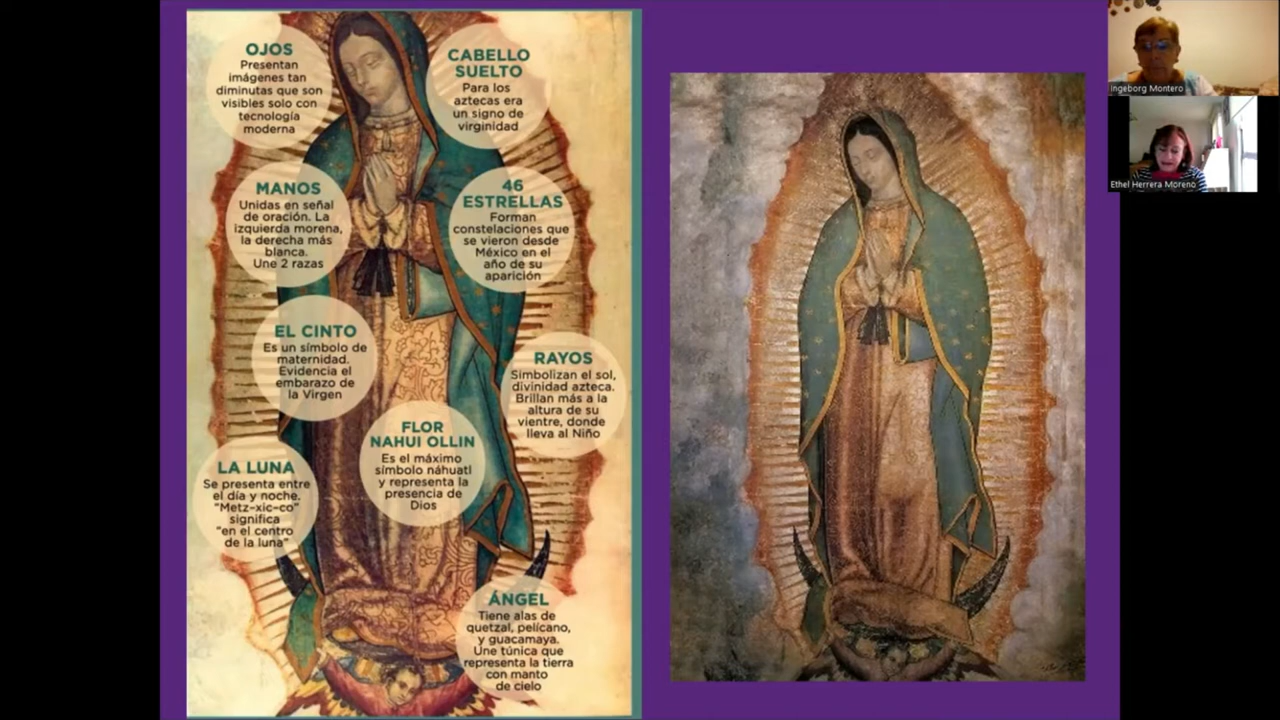 OJOS
Presentan
imágenes tan
diminutas que son
visibles solo con
tecnología
moderna
CABELLO
SUELTO
Para los
aztecas era
un signo de
virginidad
MANOS
Unidas en señal
de oración. La
izquierda morena,
la derecha más
blanca.
Une 2 razas
46
ESTRELLAS
Forman
constelaciones que
se vieron desde
México en el
año de su
aparición
EL CINTO
Es un símbolo de
maternidad.
Evidencia el
embarazo de
la Virgen
RAYOS
Simbolizan el sol,
divinidad azteca.
Brillan más a la
altura de su
vientre, donde
lleva al Niño
FLOR
NAHUI OLLIN
Es el máximo
símbolo náhuatl
y representa la
presencia de
Dios
LA LUNA
Se presenta entre
el día y noche.
"Metz-xic-co"
significa
"en el centro
de la luna"
ÁNGEL
Tiene alas de
quetzal, pelícano,
y guacamaya.
Une túnica que
representa la tierra
con manto
de cielo
Ingeborg Montero
Ethel Herrera Moreno